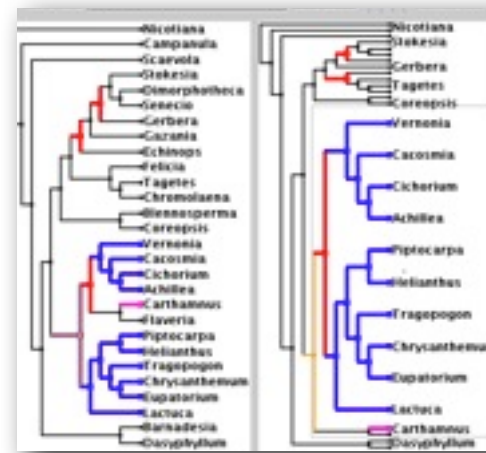 Nicotiana
Campanula
Scaevola
Stokesia
Dimorphotheca
Senecio
Gerbera
Gazania
Echinops
Felicia
Tagetes
Chromolaena
Blennosperma
Coreopsis
Vernonia
Cacosmia
Cichorium
Achillea
Carthamnus
Flaveria
Piptocarpa
Helianthus
Tragopogon
Chrysanthemum
Eupatorium
Lactuca
Barnadesia
Dasyphyllum
Nicotiana
Stokesia
Gerbera
Tagetes
Coreopsis
Vernonia
Cacosmia
Cichorium
Achillea
Piptocarpa
Helianthus
Tragopogon
Chrysanthemu
Eupatorium
Lactuca
Carthamnus
Dasyphyllum